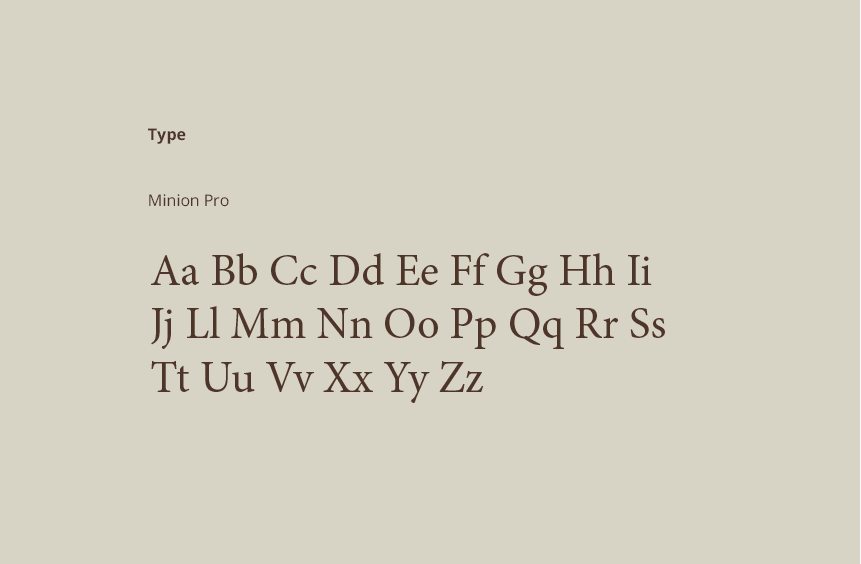 Type
Minion Pro
Aa Bb Cc Dd Ee Ff Gg Hh Ii
Jj Ll Mm Nn Oo Pp Qq Rr Ss
Tt Uu Vv Xx Yy Zz